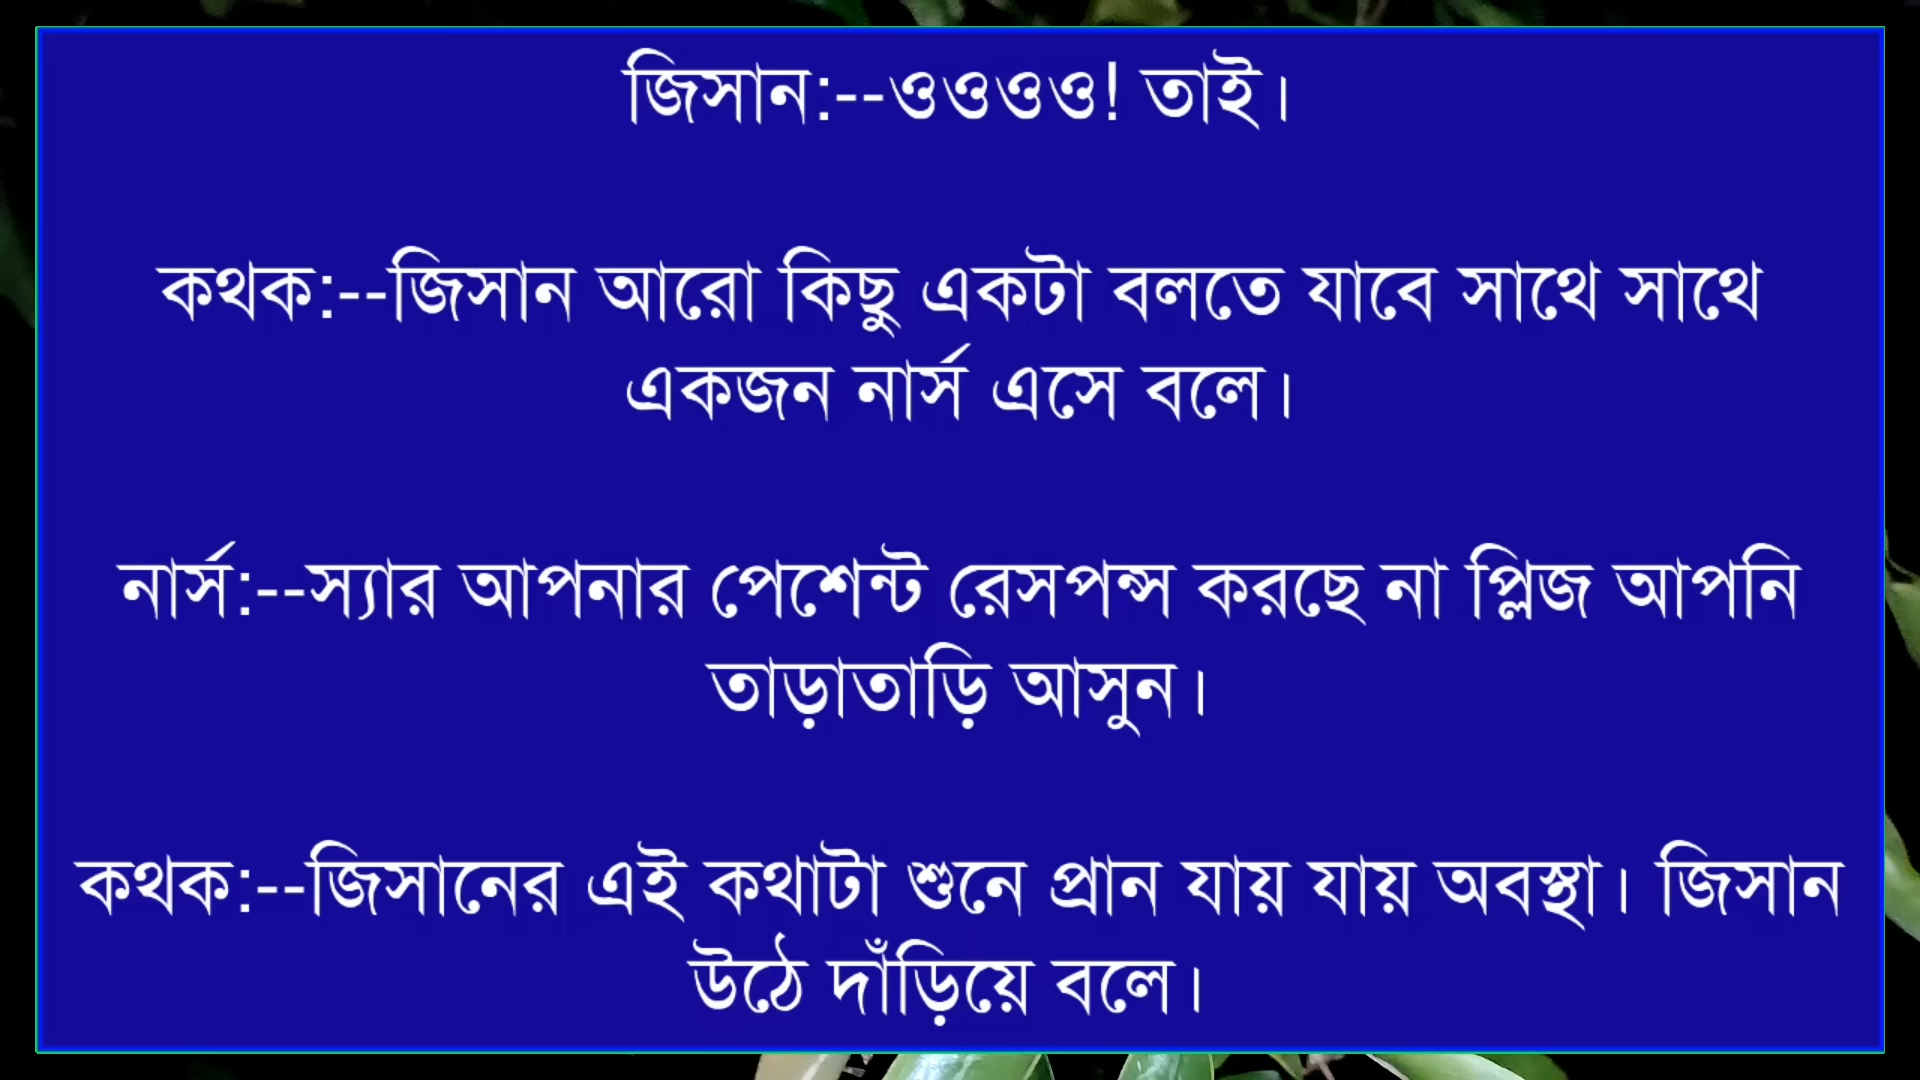 জিসান:--ওওওও! তাই।
কথক:--জিসান আরো কিছু একটা বলতে যাবে সাথে সাথে
একজন নার্স এসে বলে।
নার্স:--স্যার আপনার পেশেন্ট রেসপন্স করছে না প্লিজ আপনি
তাড়াতাড়ি আসুন।
কথক:--জিসানের এই কথাটা শুনে প্রান যায় যায় অবস্থা। জিসান
উঠে দাঁড়িয়ে বলে।